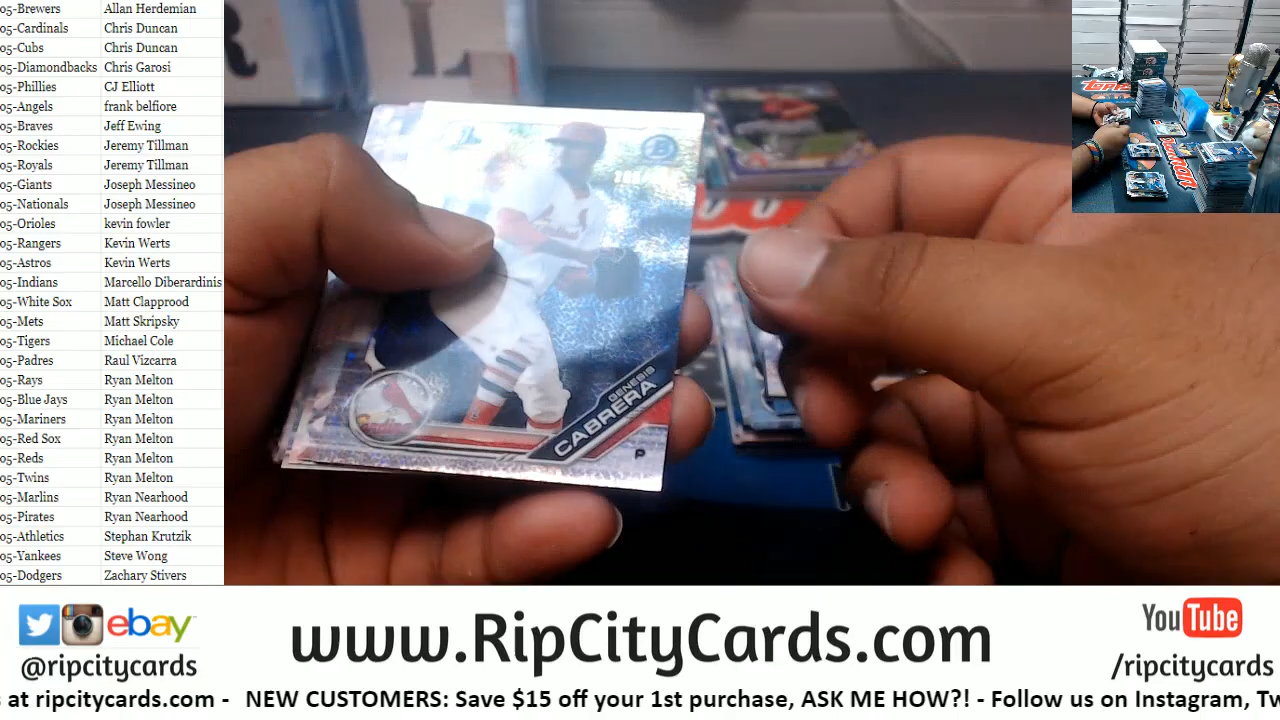 05-Brewers Allan Herdemian
05-Cardinals Chris Duncan
05-Cubs Chris Duncan
05-Diamondbacks Chris Garosi
05-Phillies CJ Elliott
05-Angels frank belfiore
05-Braves Jeff Ewing
05-Rockies Jeremy Tillman
05-Royals Jeremy Tillman
05-Giants Joseph Messineo
05-Nationals Joseph Messineo
05-Orioles kevin fowler
05-Rangers Kevin Werts
05-Astros Kevin Werts
05-Indians Marcello Diberardinis
05-White Sox Matt Clapprood
05-Mets Matt Skripsky
05-Tigers Michael Cole
05-Padres Raul Vizcarra
05-Rays Ryan Melton
05-Blue Jays Ryan Melton
05-Mariners Ryan Melton
05-Red Sox Ryan Melton
05-Reds Ryan Melton
05-Twins Ryan Melton
05-Marlins Ryan Nearhood
05-Pirates Ryan Nearhood
05-Athletics Stephan Krutzik
05-Yankees Steve Wong
05-Dodgers Zachary Stivers
GENESIS
CABRERA
P
Topps
Bowman
ebay
@ripcitycards
www.RipCityCards.com
YouTube
/ripcitycards
s at ripcitycards.com - NEW CUSTOMERS: Save $15 off your 1st purchase, ASK ME HOW?! - Follow us on Instagram, Tw